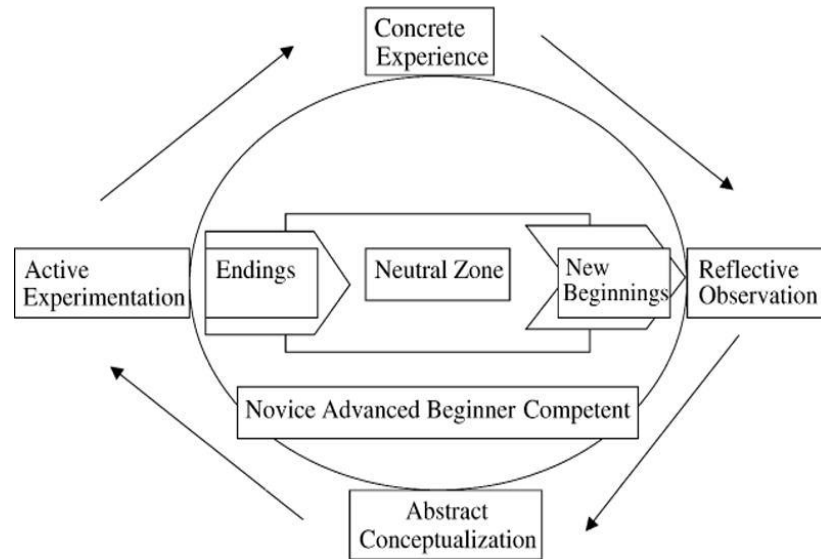 Concrete
Experience
Active
Experimentation
Endings
Neutral Zone
New
Beginnings
Reflective
Observation
Novice Advanced Beginner Competent
Abstract
Conceptualization